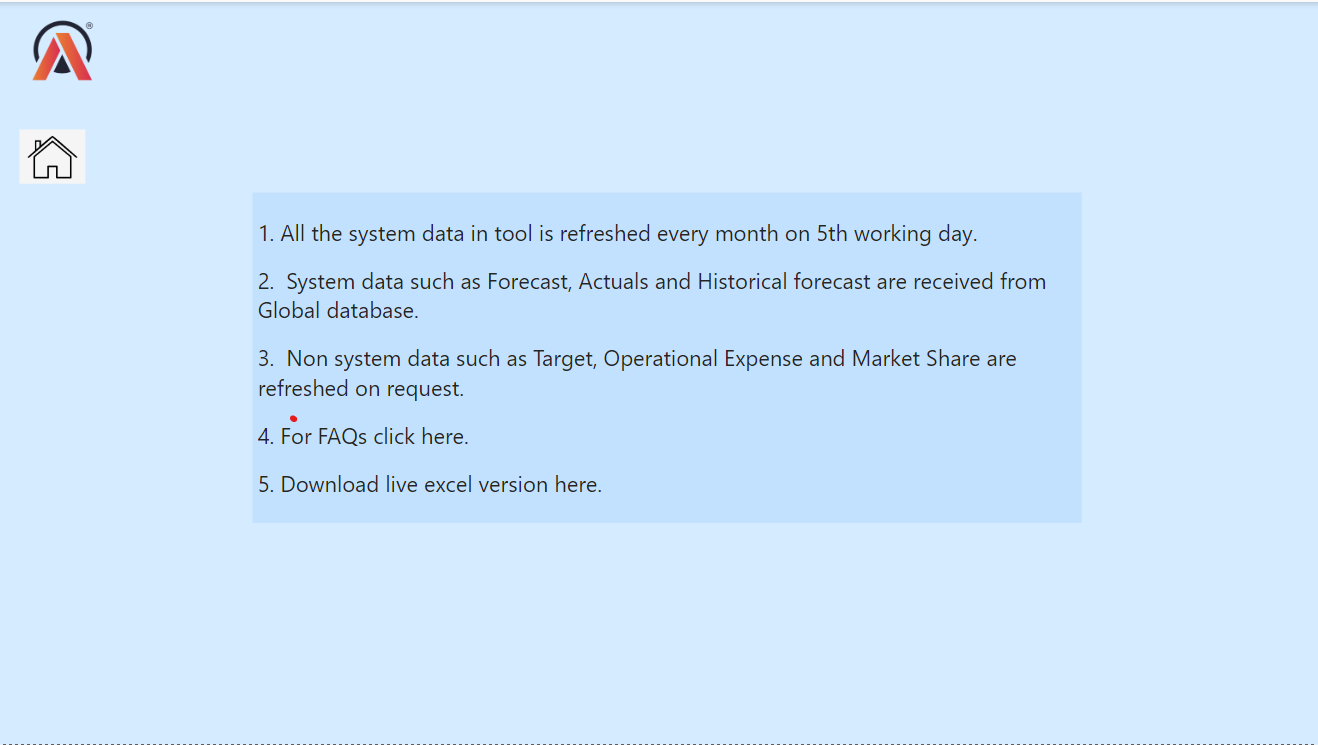 ®
1. All the system data in tool is refreshed every month on 5th working day.
2. System data such as Forecast, Actuals and Historical forecast are received from
Global database.
3. Non system data such as Target, Operational Expense and Market Share are
refreshed on request.
4. For FAQs click here.
5. Download live excel version here.